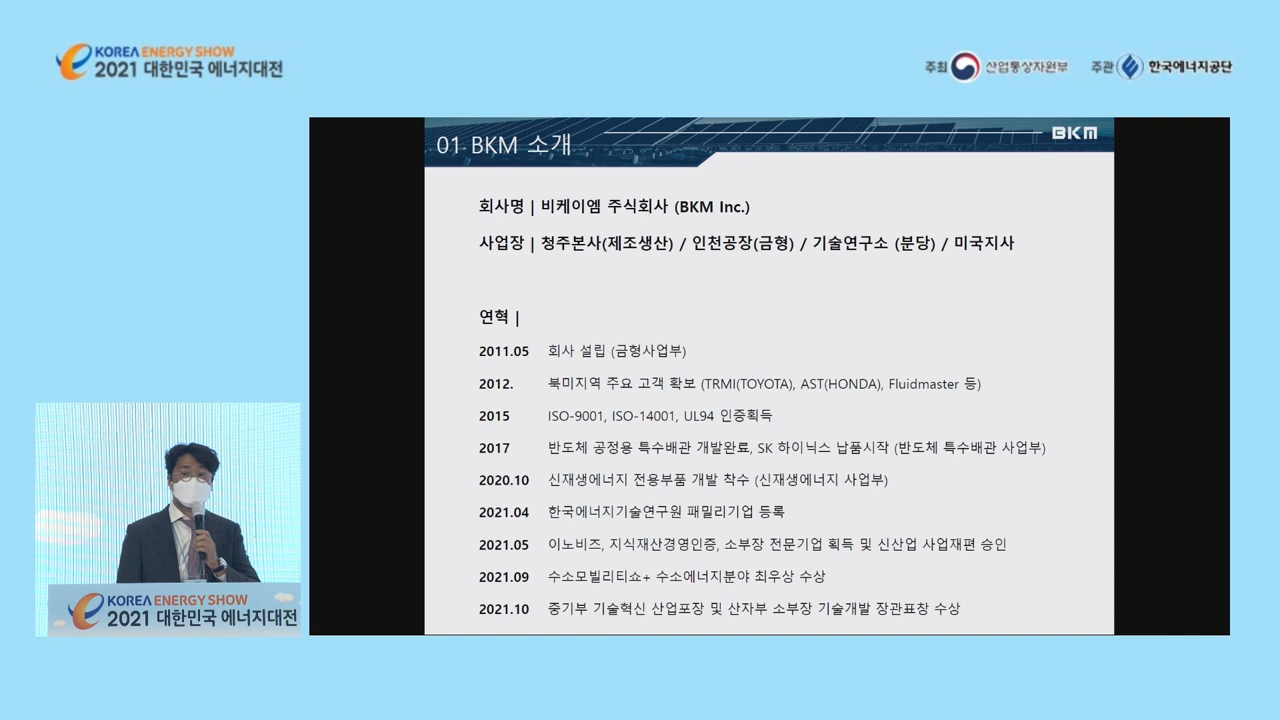 KOREA ENERGY SHOW
2021 대한민국 에너지대전
주최 산업통상자원부 주관 한국에너지공단
01 BKM 소개
BKM
회사명 | 비케이엠 주식회사 (BKM Inc.)
사업장 | 청주본사(제조생산) / 인천공장(금형) / 기술연구소 (분당) / 미국지사
연혁 |
2011.05 회사 설립 (금형사업부)
2012. 북미지역 주요 고객 확보 (TRMI(TOYOTA), AST(HONDA), Fluidmaster 등)
2015 ISO-9001, ISO-14001, UL94 인증획득
2017 반도체 공정용 특수배관 개발완료, SK 하이닉스 납품시작 (반도체 특수배관 사업부)
2020.10 신재생에너지 전용부품 개발 착수 (신재생에너지 사업부)
2021.04 한국에너지기술연구원 패밀리기업 등록
2021.05 이노비즈, 지식재산경영인증, 소부장 전문기업 획득 및 신산업 사업재편 승인
2021.09 수소모빌리티쇼+ 수소에너지분야 최우상 수상
2021.10 중기부 기술혁신 산업포장 및 산자부 소부장 기술개발 장관표창 수상
KOREA ENERGY SHOW
2021 대한민국 에너지대전